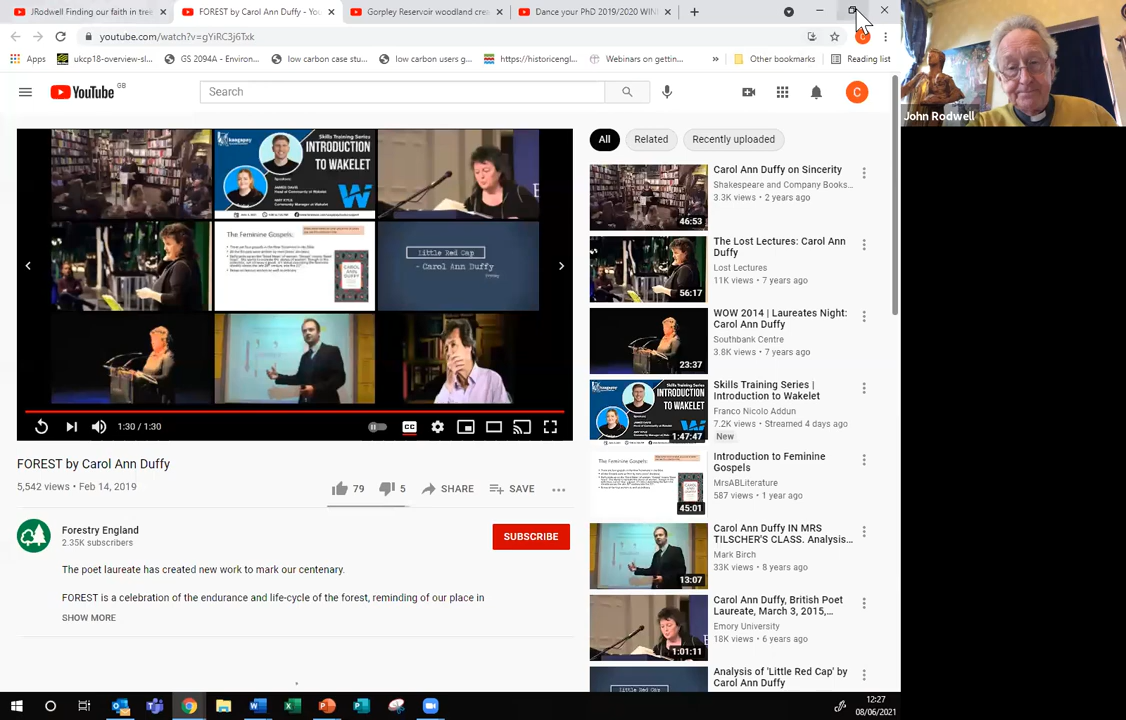 JRodwell Finding our faith in tree
FOREST by Carol Ann Duffy - Yo
Gorpley Reservoir woodland cre
Dance your PhD 2019/2020 WIN
youtube.com/watch?v=gYiRC3j6Txk
Apps
ukcp18-overview-sl...
GS 2094A - Environ...
low carbon case stu...
low carbon users g...
https://historicengl...
Webinars on gettin...
»
Other bookmarks
Reading list
YouTube GB
Search
C
John Rodwell
Skills Training Series
INTRODUCTION
TO WAKELET
The Feminine Gospels:
CAROL
ANN
DUFFY
Little Red Cap
- Carol Ann Duffy
1:30 / 1:30
CC
FOREST by Carol Ann Duffy
5,542 views • Feb 14, 2019
79
5
SHARE
SAVE
Forestry England
2.35K subscribers
SUBSCRIBE
The poet laureate has created new work to mark our centenary.
FOREST is a celebration of the endurance and life-cycle of the forest, reminding of our place in
SHOW MORE
All
Related
Recently uploaded
46:53
Carol Ann Duffy on Sincerity
Shakespeare and Company Books...
3.3K views • 2 years ago
56:17
The Lost Lectures: Carol Ann
Duffy
Lost Lectures
11K views • 7 years ago
23:37
WOW 2014 | Laureates Night:
Carol Ann Duffy
Southbank Centre
3.8K views • 7 years ago
INTRODUCTION
TO WAKELET
1:47:47
Skills Training Series |
Introduction to Wakelet
Franco Nicolo Addun
7.2K views • Streamed 4 days ago
New
45:01
Introduction to Feminine
Gospels
MrsABLiterature
587 views • 1 year ago
13:07
Carol Ann Duffy IN MRS
TILSCHER'S CLASS. Analysis...
Mark Birch
33K views • 8 years ago
1:01:11
Carol Ann Duffy, British Poet
Laureate, March 3, 2015,...
Emory University
18K views • 6 years ago
Little Red Cap
Analysis of 'Little Red Cap' by
Carol Ann Duffy
12:27
08/06/2021